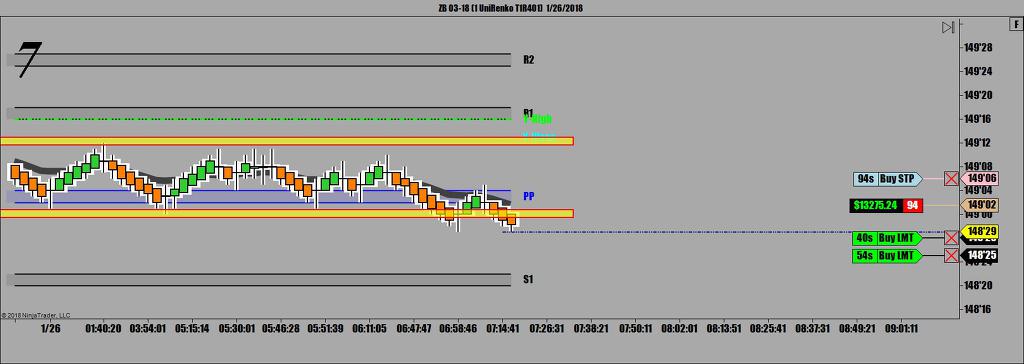 ZB 03-18 (1 UniRenko T1R401) 1/26/2018
F
7
R2
R1
Y-High
PP
S1
149'28
149'24
149'20
149'16
149'12
149'08
94s Buy STP 149'06
149'04
$13275.24 94 149'02
149'00
148'29
40s Buy LMT
54s Buy LMT 148'25
148'20
148'16
© 2018 NinjaTrader, LLC
1/26 01:40:20 03:54:01 05:15:14 05:30:01 05:46:28 05:51:39 06:11:05 06:47:47 06:58:46 07:14:41 07:26:31 07:38:21 07:50:11 08:02:01 08:13:51 08:25:41 08:37:31 08:49:21 09:01:11